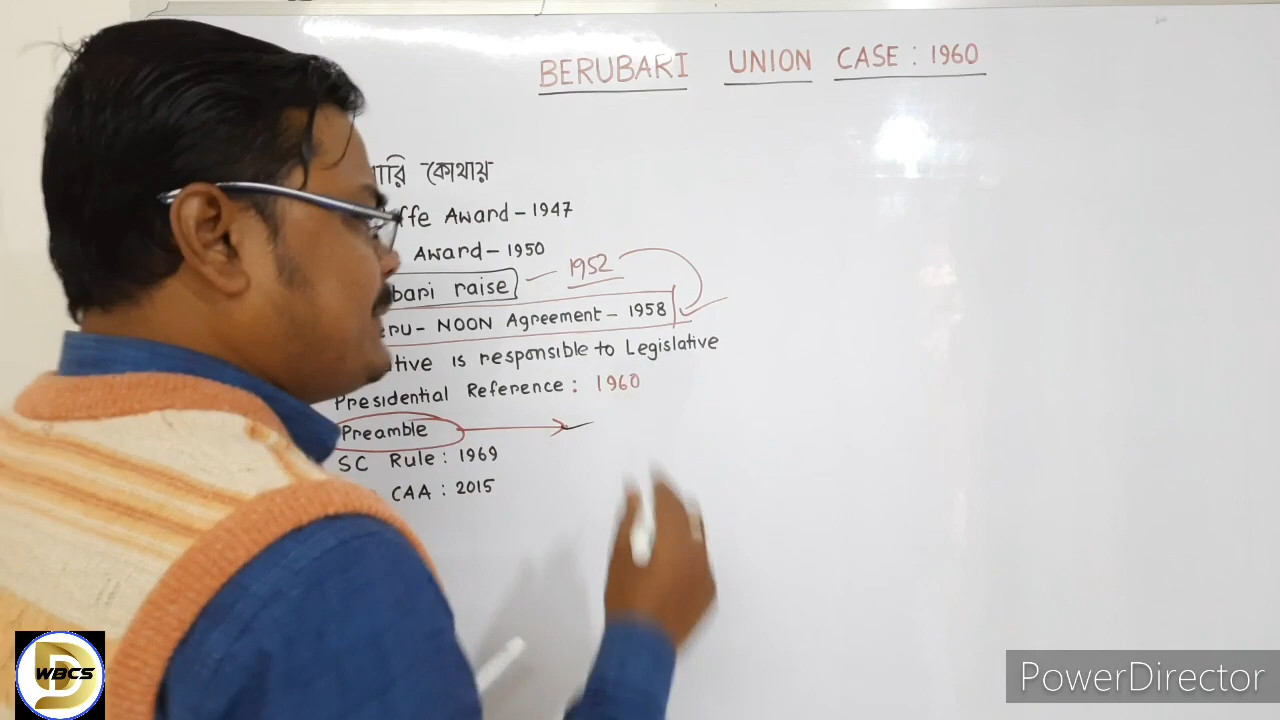 BERUBARI UNION CASE : 1960
কোথায়
Award - 1947
Award - 1950
raise - 1952
NOON Agreement - 1958
is responsible to Legislative
Presidential Reference : 1960
Preamble
SC Rule : 1969
CAA : 2015
D WBCS
PowerDirector